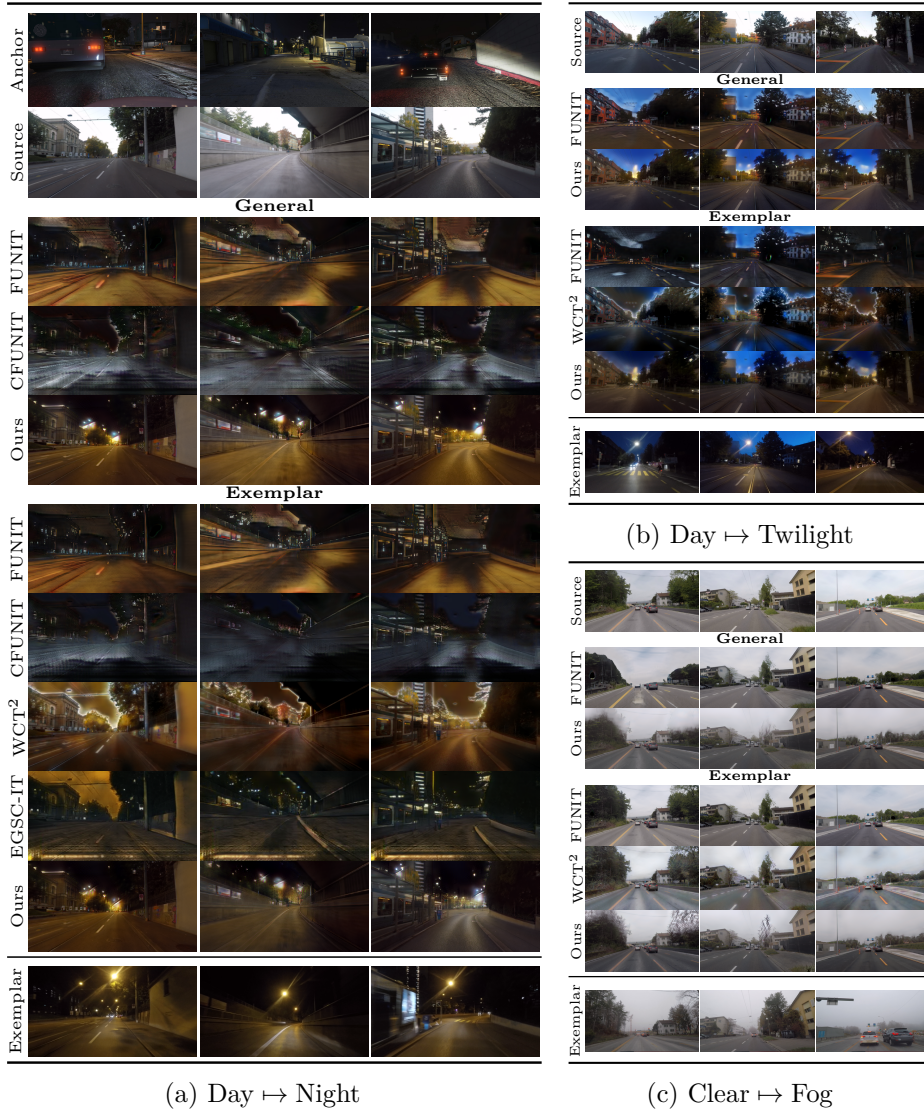 Anchor
Source
General
FUNIT
CFUNIT
Ours
Exemplar
FUNIT
CFUNIT
WCT²
EGSC-IT
Ours
Exemplar
(a) Day ↦ Night
Source
General
FUNIT
Ours
Exemplar
FUNIT
WCT²
Ours
Exemplar
(b) Day ↦ Twilight
Source
General
FUNIT
Ours
Exemplar
FUNIT
WCT²
Ours
Exemplar
(c) Clear ↦ Fog